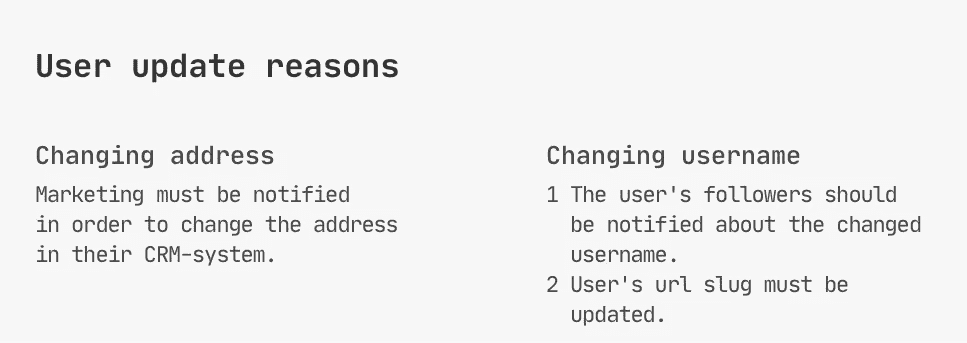 User update reasons
Changing address
Marketing must be notified
in order to change the address
in their CRM-system.
Changing username
1 The user's followers should
be notified about the changed
username.
2 User's url slug must be
updated.